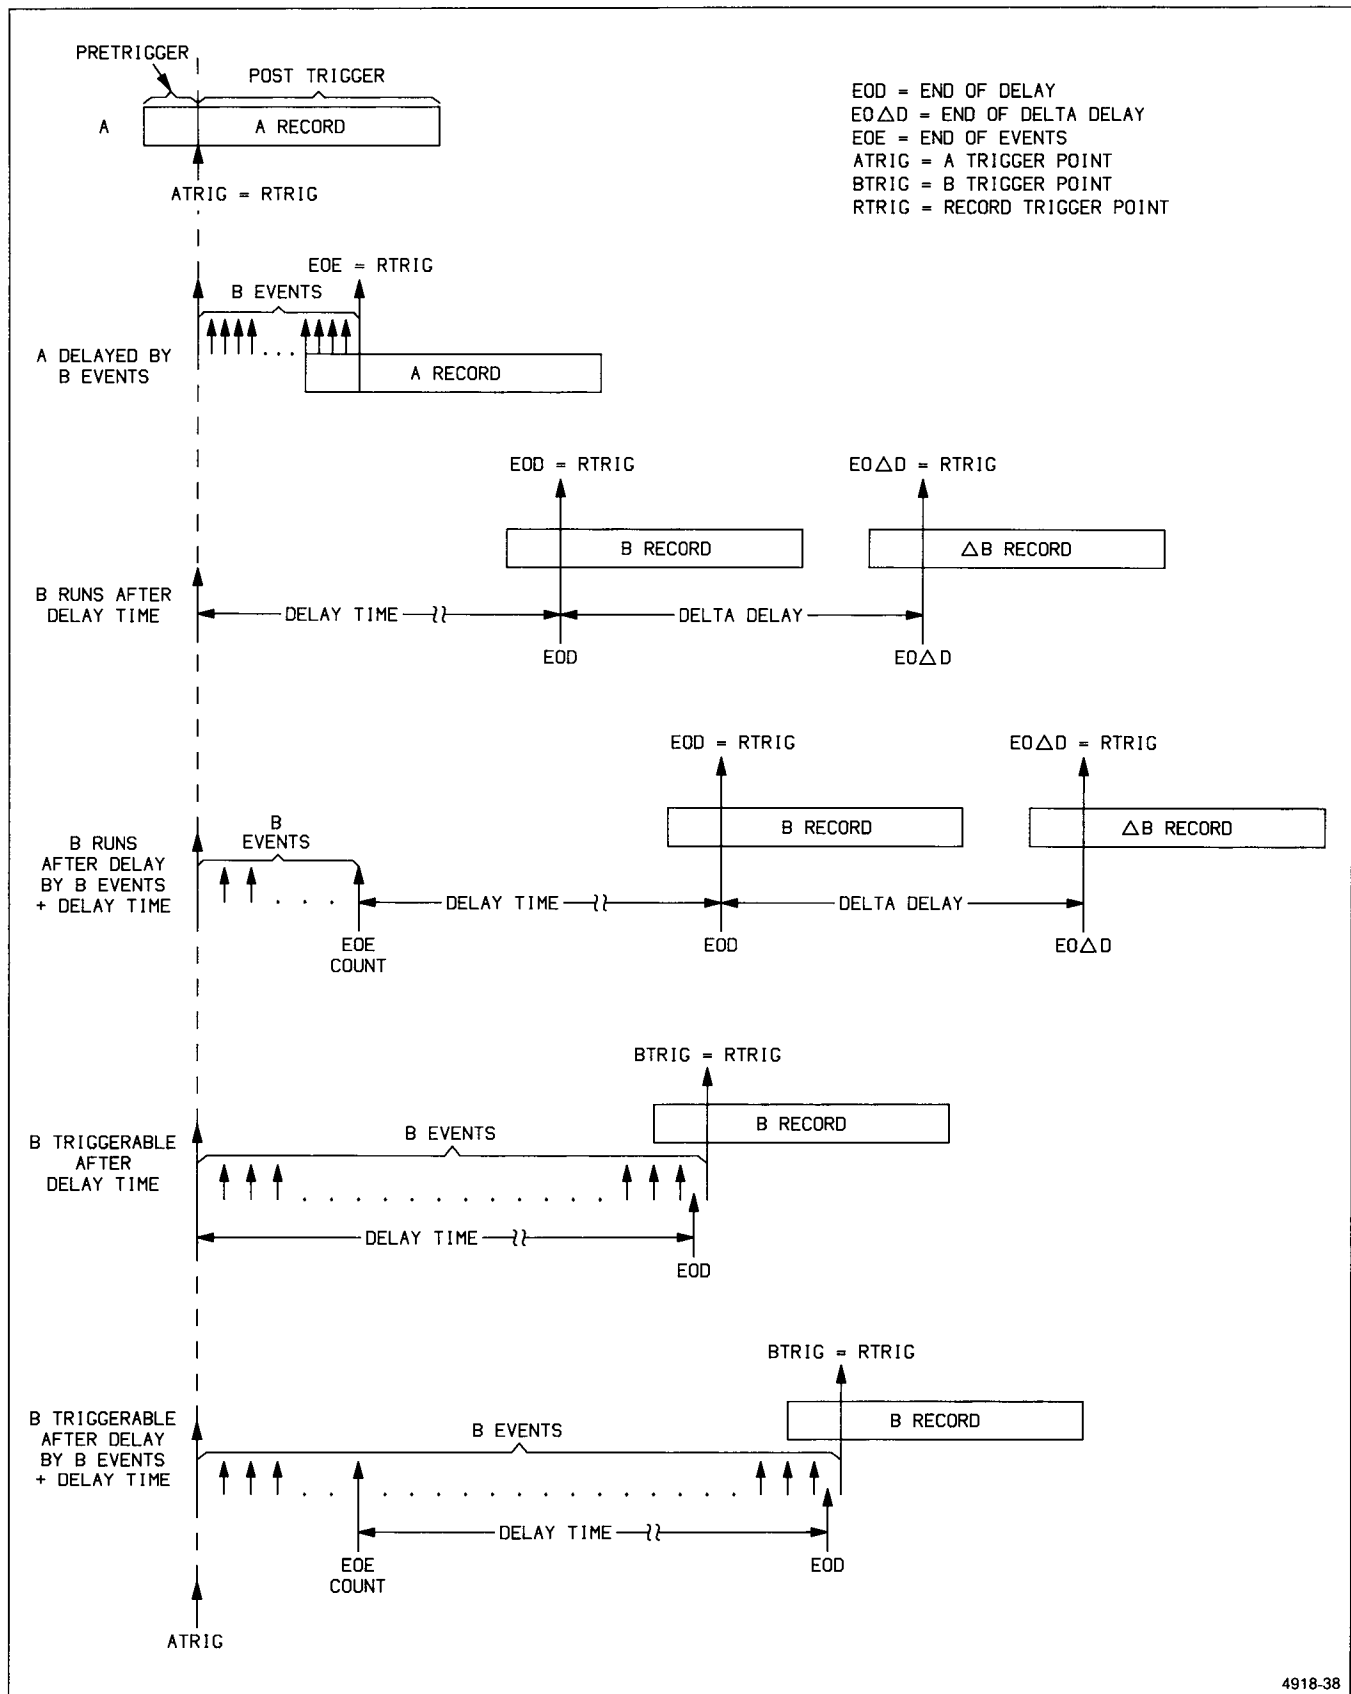 PRETRIGGER
POST TRIGGER
A
A RECORD
ATRIG = RTRIG
EOD = END OF DELAY
EO△D = END OF DELTA DELAY
EOE = END OF EVENTS
ATRIG = A TRIGGER POINT
BTRIG = B TRIGGER POINT
RTRIG = RECORD TRIGGER POINT
EOE = RTRIG
B EVENTS
A DELAYED BY
B EVENTS
. . .
A RECORD
EOD = RTRIG
EO△D = RTRIG
B RECORD
△B RECORD
B RUNS AFTER
DELAY TIME
DELAY TIME
DELTA DELAY
EOD
EO△D
EOD = RTRIG
EO△D = RTRIG
B RECORD
△B RECORD
B RUNS
AFTER DELAY
BY B EVENTS
+ DELAY TIME
B
EVENTS
. . .
DELAY TIME
DELTA DELAY
EOE
COUNT
EOD
EO△D
BTRIG = RTRIG
B RECORD
B TRIGGERABLE
AFTER
DELAY TIME
B EVENTS
. . . . . . . . . . . .
DELAY TIME
EOD
BTRIG = RTRIG
B RECORD
B TRIGGERABLE
AFTER DELAY
BY B EVENTS
+ DELAY TIME
B EVENTS
. . . . . . . . . . . . . . . . .
DELAY TIME
EOE
COUNT
EOD
ATRIG
4918-38